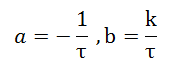 a = −1/τ ,b = k/τ